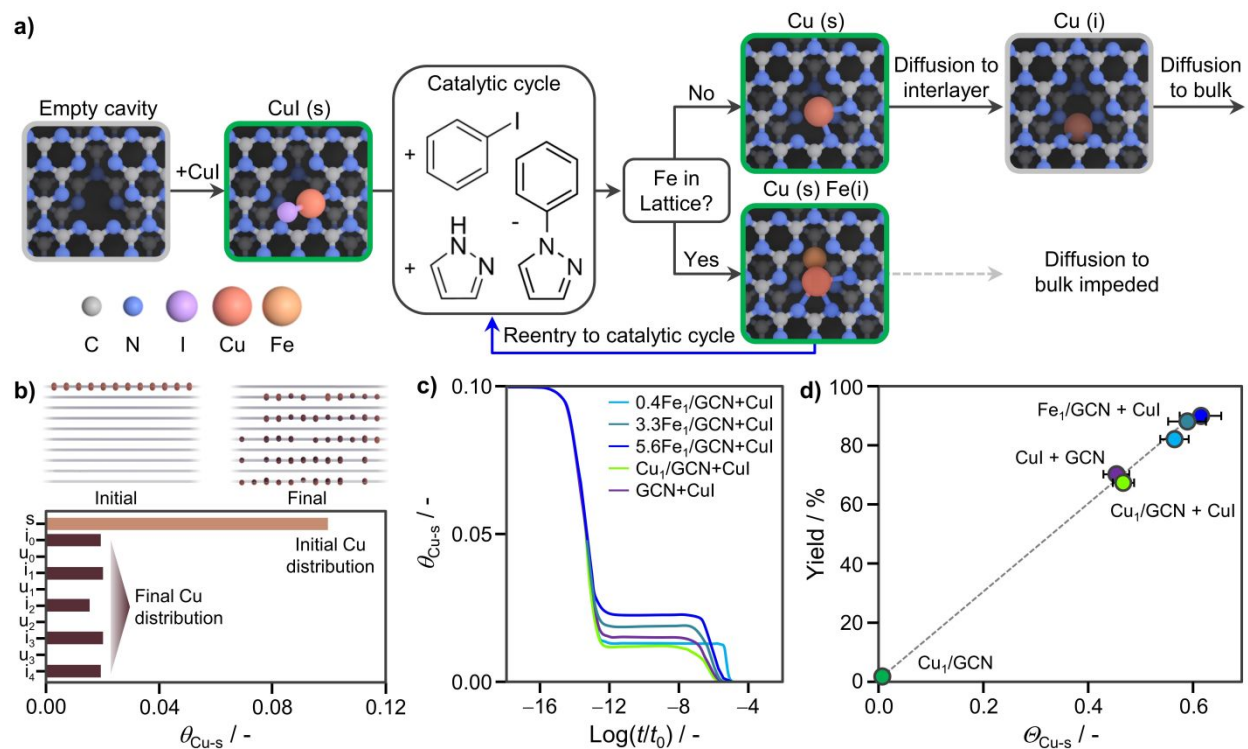 a)
Empty cavity
+CuI
CuI (s)
Catalytic cycle
+
I
+
H
N
N
-
N
N
Fe in
Lattice?
No
Yes
Cu (s)
Diffusion to
interlayer
Cu (i)
Diffusion
to bulk
Cu (s) Fe(i)
Diffusion to
bulk impeded
Reentry to catalytic cycle
C N I Cu Fe
b)
Initial
Final
s
i0
u0
i1
u1
i2
u2
i3
u3
i4
Initial Cu
distribution
Final Cu
distribution
0.00 0.04 0.08 0.12
θCu-s / -
c)
0.10
0.05
0.00
θCu-s / -
0.4Fe1/GCN+CuI
3.3Fe1/GCN+CuI
5.6Fe1/GCN+CuI
Cu1/GCN+CuI
GCN+CuI
−16 −12 −8 −4
Log(t/t0) / -
d)
100
80
60
40
20
0
Yield / %
Fe1/GCN + CuI
CuI + GCN
Cu1/GCN + CuI
Cu1/GCN
0.0 0.2 0.4 0.6
ΘCu-s / -